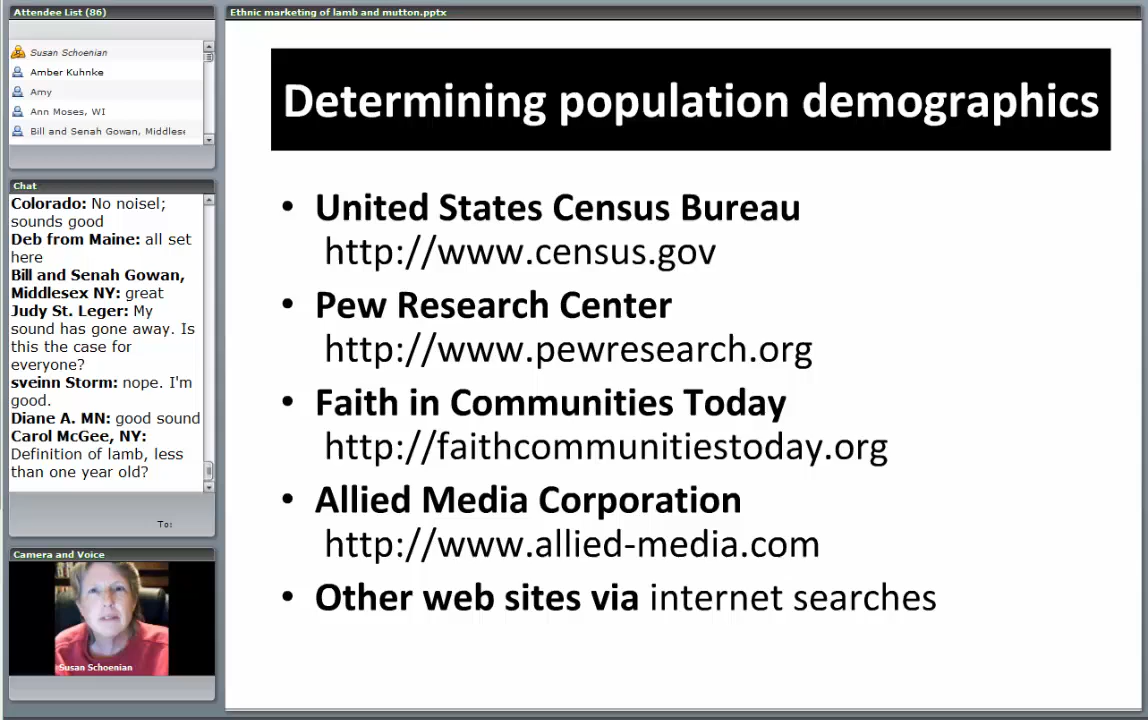 Attendee List (86)
Susan Schoenian
Amber Kuhnke
Amy
Ann Moses, WI
Bill and Senah Gowan, Middlese
Chat
Colorado: No noisel;
sounds good
Deb from Maine: all set
here
Bill and Senah Gowan,
Middlesex NY: great
Judy St. Leger: My
sound has gone away. Is
this the case for
everyone?
sveinn Storm: nope. I'm
good.
Diane A. MN: good sound
Carol McGee, NY:
Definition of lamb, less
than one year old?
To:
Camera and Voice
Susan Schoenian
Ethnic marketing of lamb and mutton.pptx
Determining population demographics
• United States Census Bureau
http://www.census.gov
• Pew Research Center
http://www.pewresearch.org
• Faith in Communities Today
http://faithcommunitiestoday.org
• Allied Media Corporation
http://www.allied-media.com
• Other web sites via internet searches